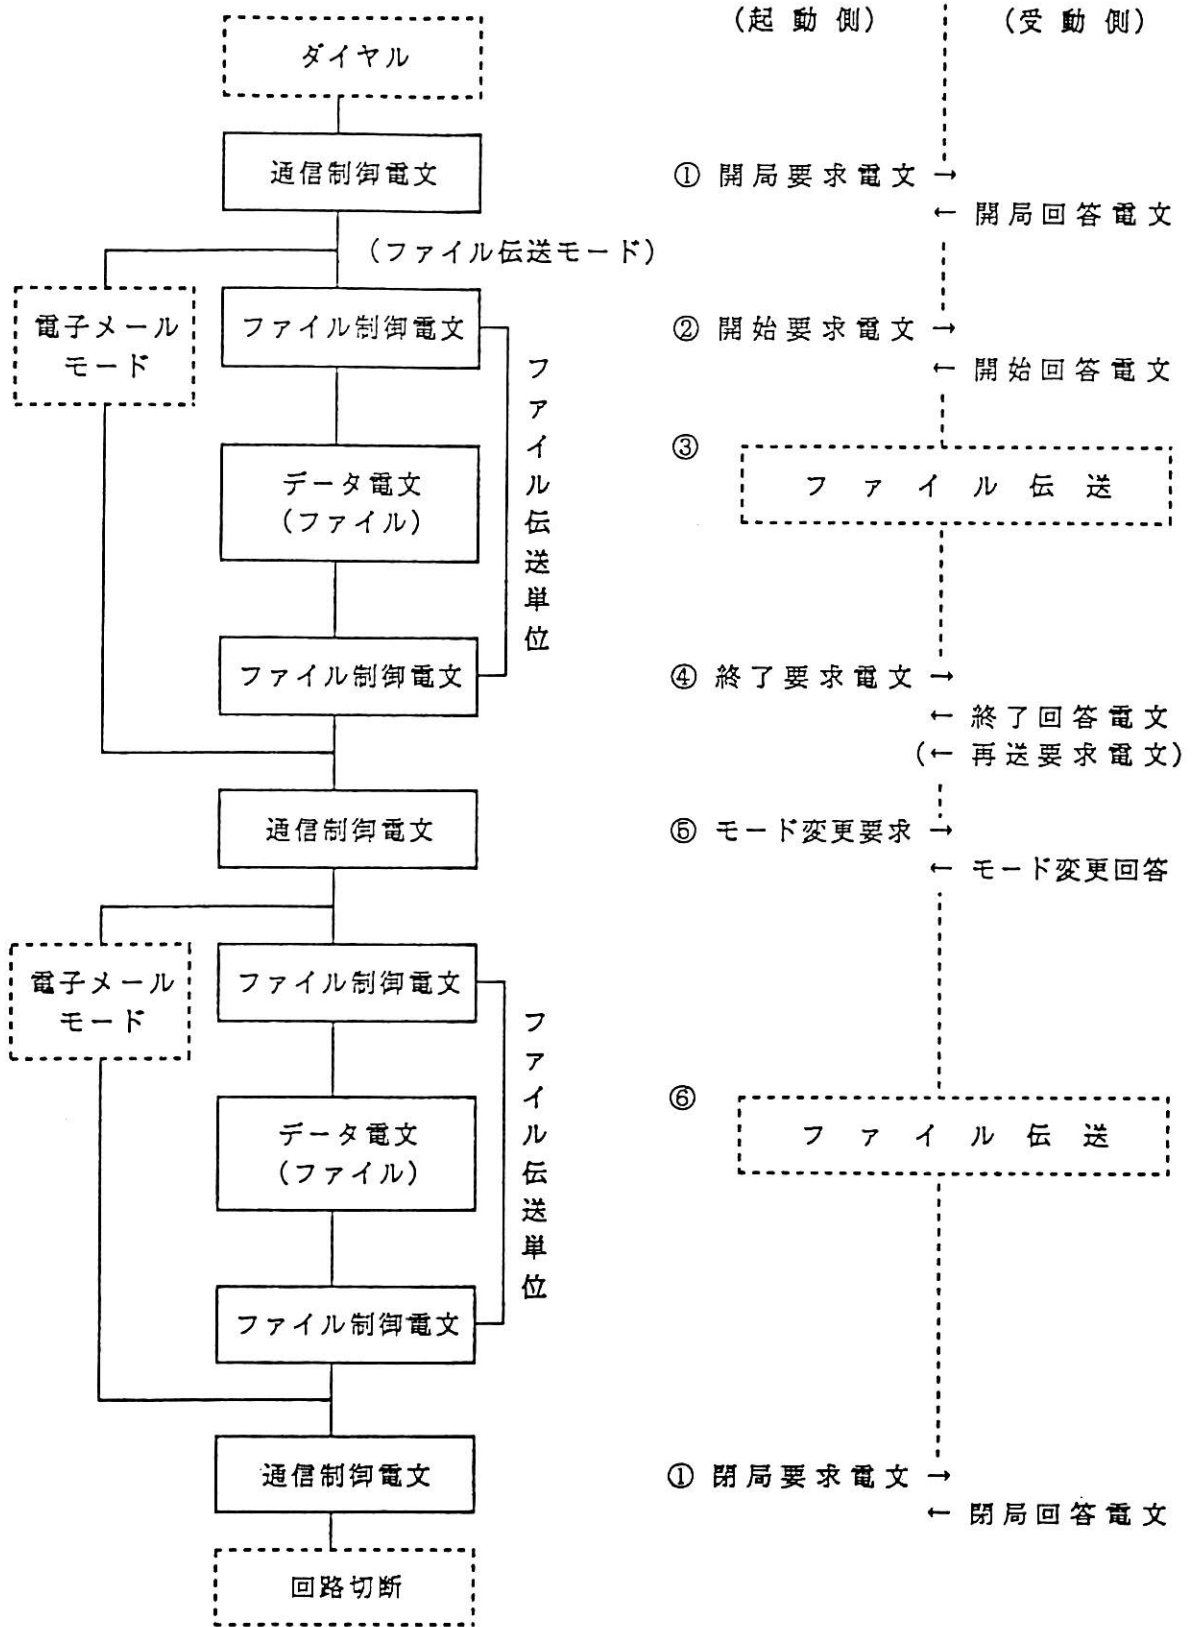 (起動側)
(受動側)
ダイヤル
通信制御電文
① 開局要求電文 →
← 開局回答電文
(ファイル伝送モード)
電子メール
モード
ファイル制御電文
② 開始要求電文 →
← 開始回答電文
データ電文
(ファイル)
ファイル伝送単位
③
ファイル伝送
ファイル制御電文
④ 終了要求電文 →
← 終了回答電文
(← 再送要求電文)
通信制御電文
⑤ モード変更要求 →
← モード変更回答
電子メール
モード
ファイル制御電文
データ電文
(ファイル)
ファイル伝送単位
⑥
ファイル伝送
ファイル制御電文
通信制御電文
① 閉局要求電文 →
← 閉局回答電文
回路切断